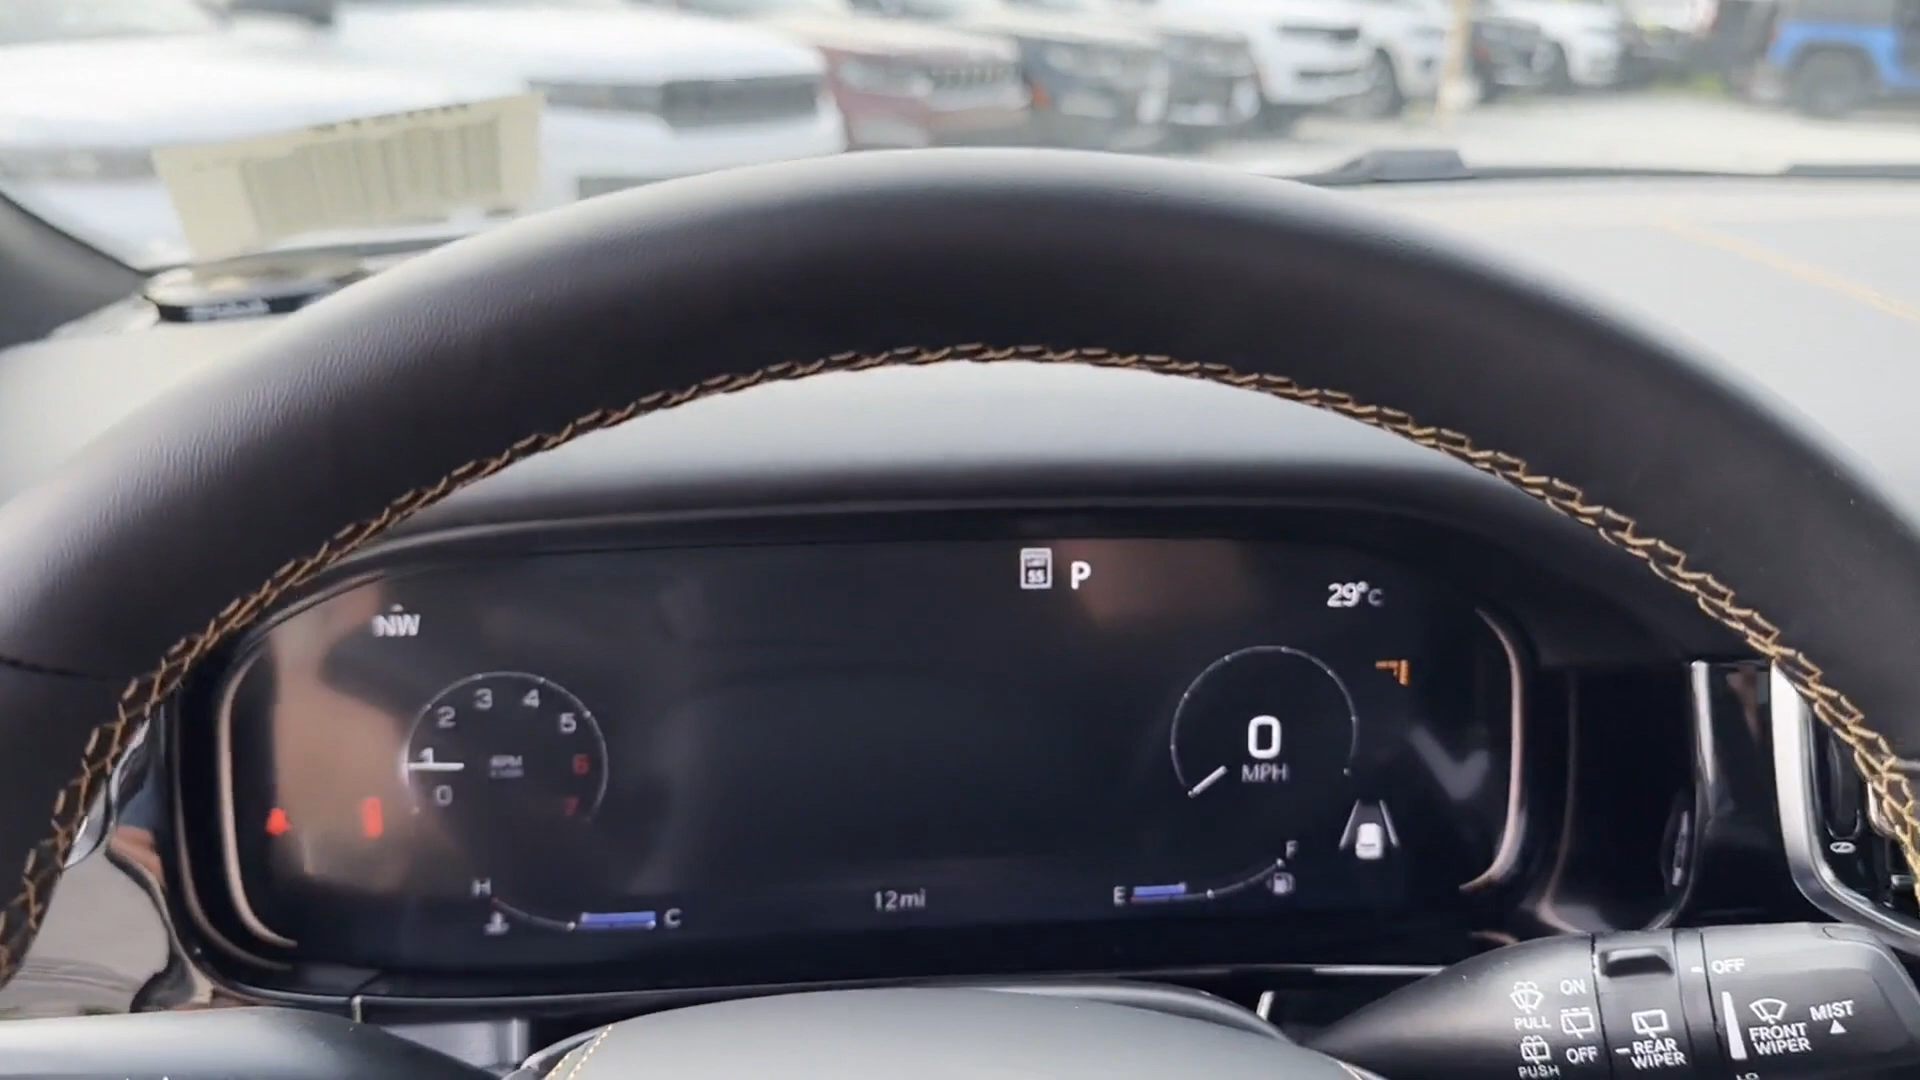 55 P
29°C
NW
3 4
2 5
1
RPM 6
0 7
0
MPH
H
C
12mi
E
F
ON
PULL
OFF
PUSH
REAR
WIPER
OFF
FRONT
WIPER
MIST